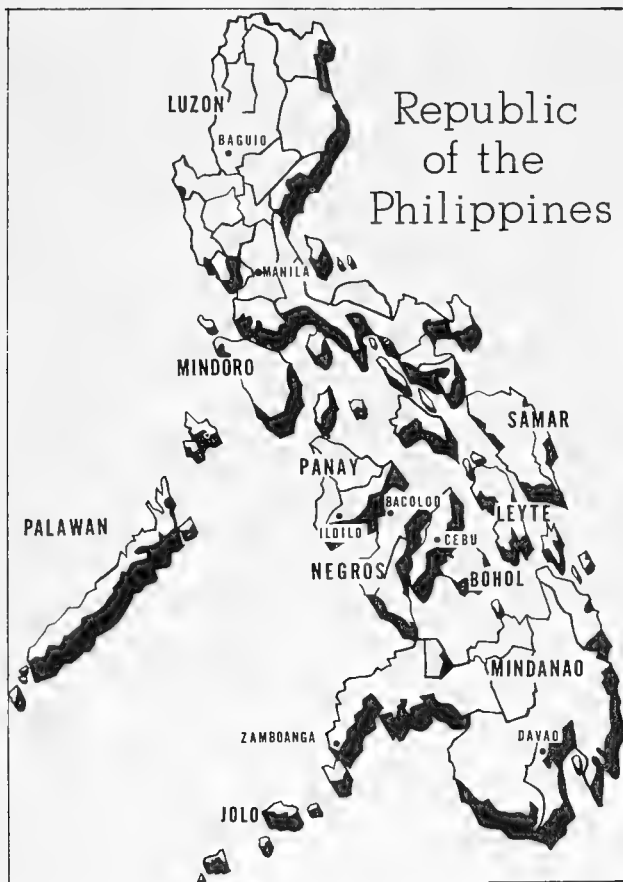 Republic
of the
Philippines
LUZON
BAGUIO
MANILA
MINDORO
SAMAR
PANAY
BACOLOD
PALAWAN
ILOILO
LEYTE
CEBU
NEGROS
BOHOL
MINDANAO
ZAMBOANGA
DAVAO
JOLO